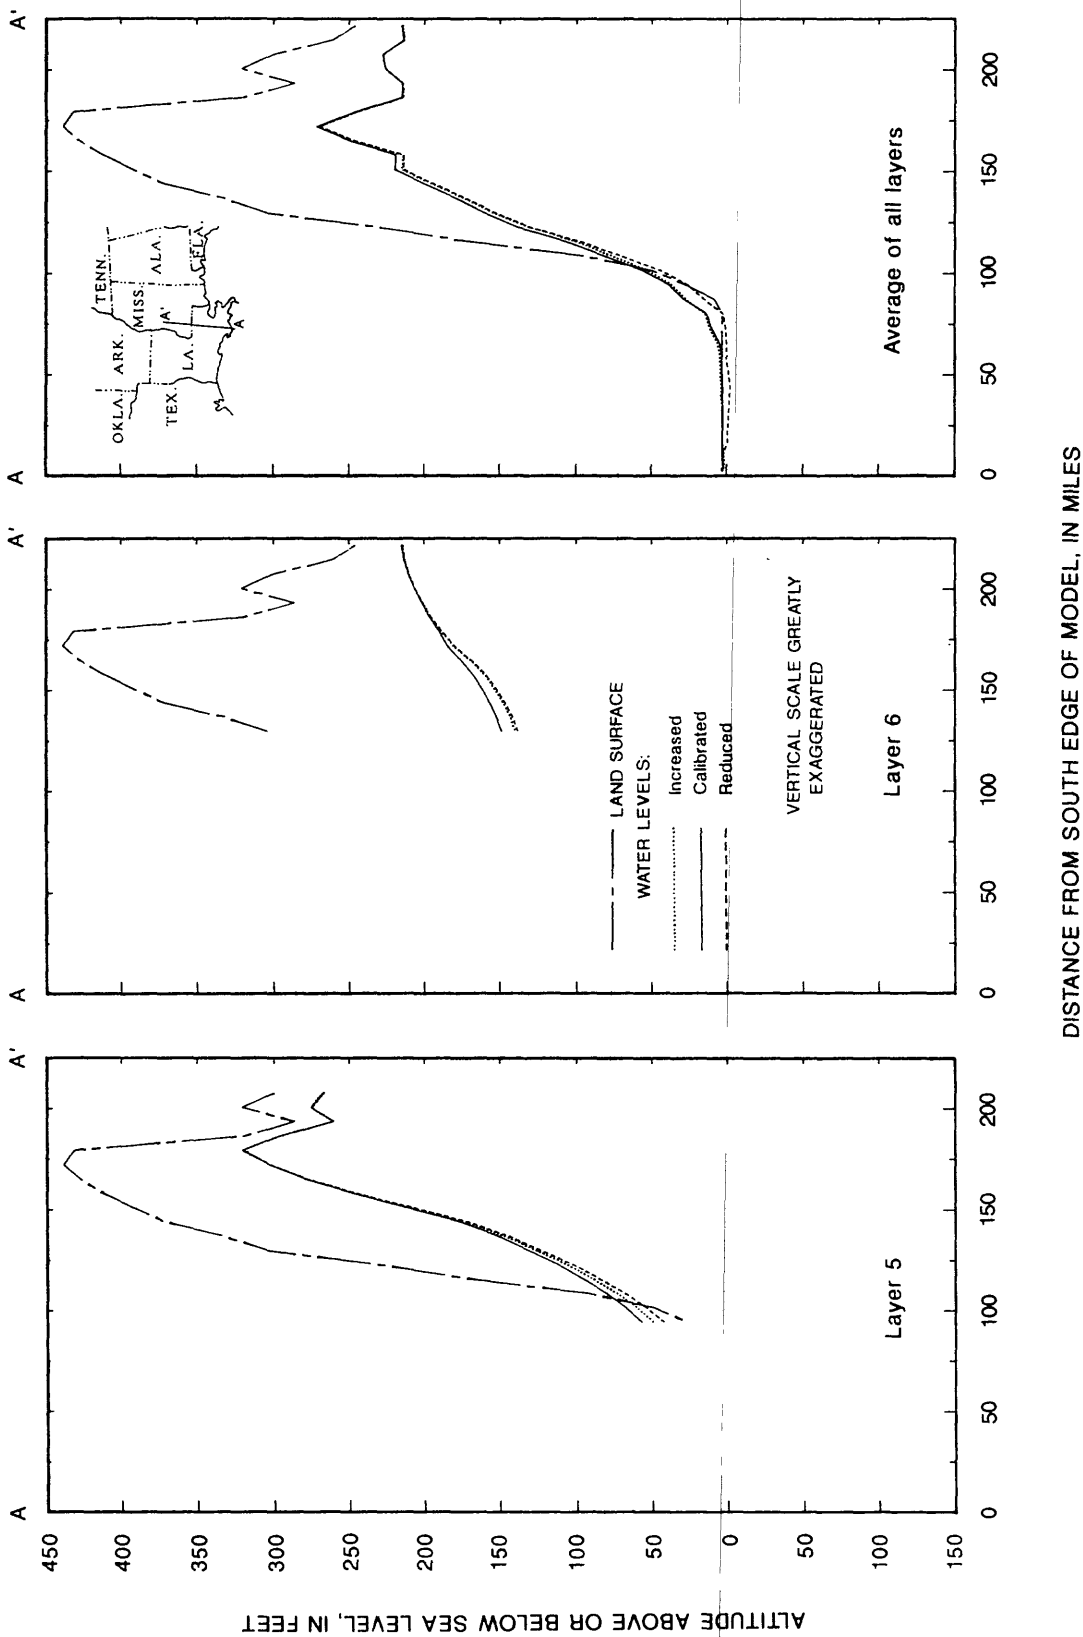 ALTITUDE ABOVE OR BELOW SEA LEVEL, IN FEET
450
400
350
300
250
200
150
100
50
0
50
100
150
A
A'
Layer 5
0
50
100
150
200
A
A'
LAND SURFACE
WATER LEVELS:
Increased
Calibrated
Reduced
VERTICAL SCALE GREATLY
EXAGGERATED
Layer 6
0
50
100
150
200
A
A'
OKLA.
ARK.
TENN.
TEX.
LA.
MISS.
ALA.
FLA.
A'
A
Average of all layers
0
50
100
150
200
DISTANCE FROM SOUTH EDGE OF MODEL, IN MILES